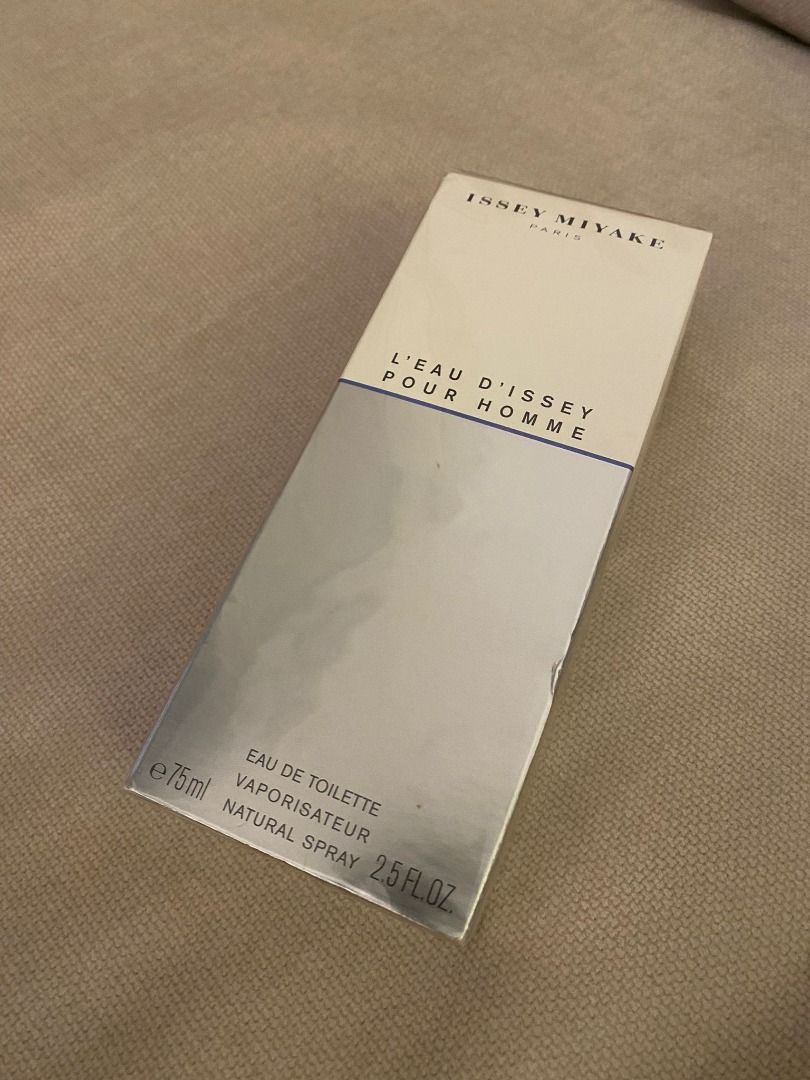 ISSEY MIYAKE
PARIS
L'EAU D'ISSEY
POUR HOMME
℮75ml
EAU DE TOILETTE
VAPORISATEUR
NATURAL SPRAY
2.5 FL.OZ.